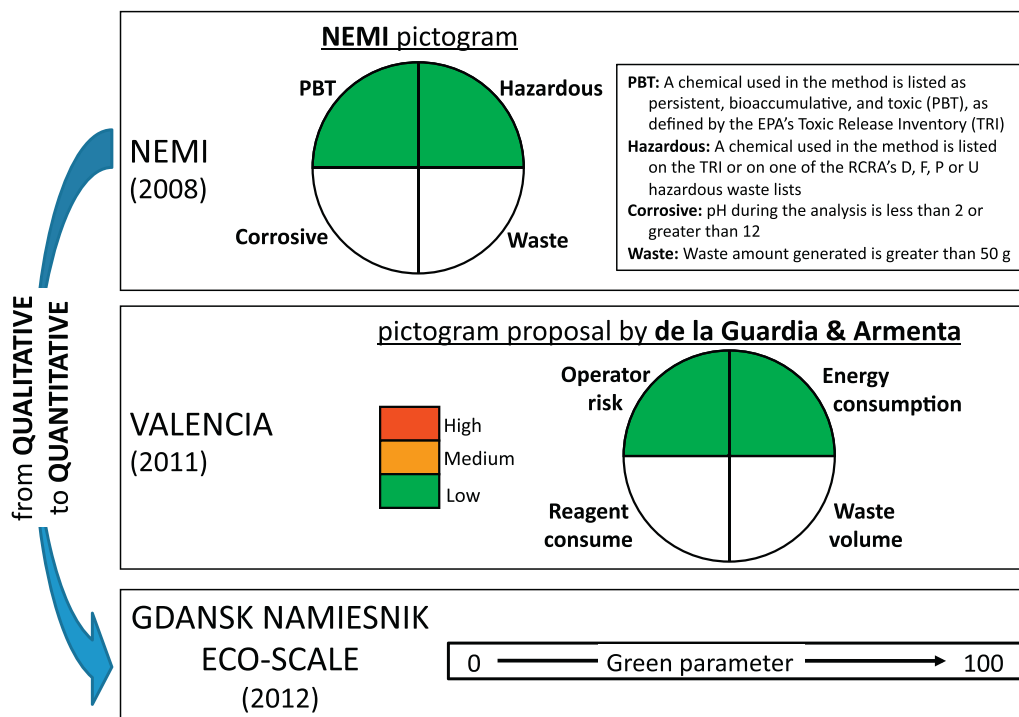 NEMI pictogram
PBT
Hazardous
Corrosive
Waste
NEMI
(2008)
PBT: A chemical used in the method is listed as
persistent, bioaccumulative, and toxic (PBT), as
defined by the EPA's Toxic Release Inventory (TRI)
Hazardous: A chemical used in the method is listed
on the TRI or on one of the RCRA's D, F, P or U
hazardous waste lists
Corrosive: pH during the analysis is less than 2 or
greater than 12
Waste: Waste amount generated is greater than 50 g
from QUALITATIVE
to QUANTITATIVE
pictogram proposal by de la Guardia & Armenta
VALENCIA
(2011)
High
Medium
Low
Operator
risk
Energy
consumption
Reagent
consume
Waste
volume
GDANSK NAMIESNIK
ECO-SCALE
(2012)
0 Green parameter 100